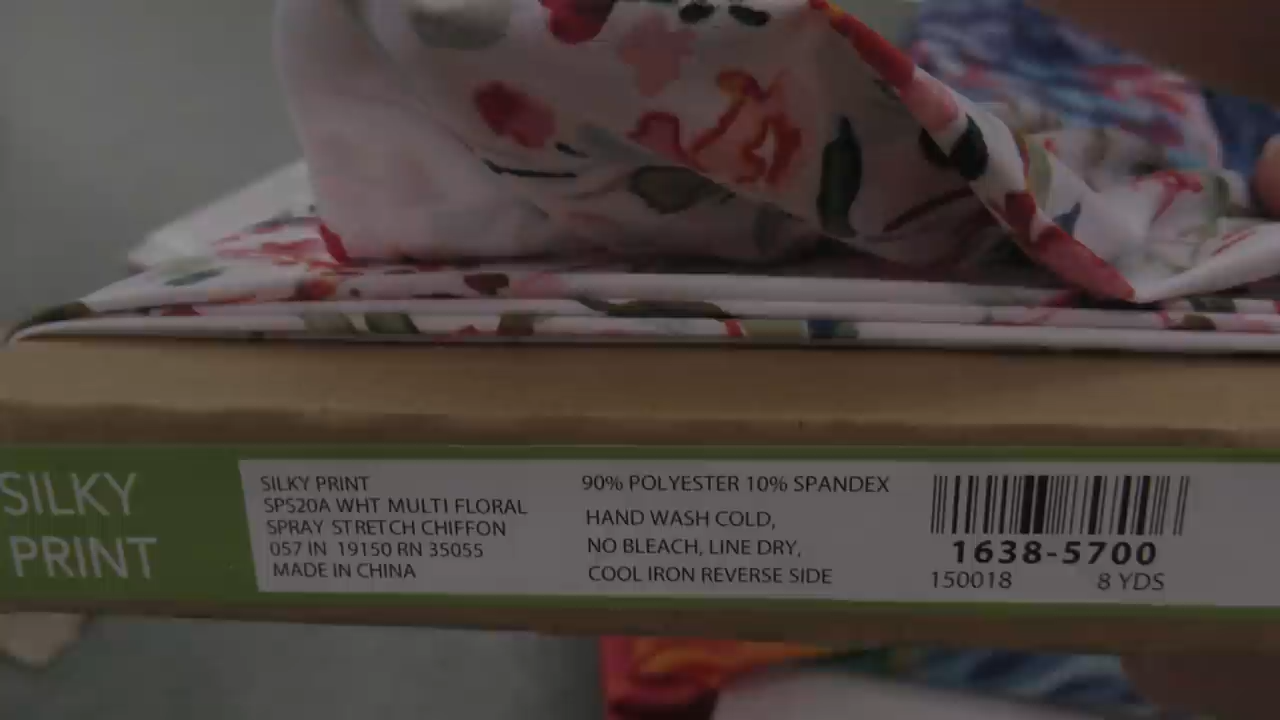 SILKY
PRINT
SILKY PRINT
SPS20A WHT MULTI FLORAL
SPRAY STRETCH CHIFFON
057 IN 19150 RN 35055
MADE IN CHINA
90% POLYESTER 10% SPANDEX
HAND WASH COLD,
NO BLEACH, LINE DRY,
COOL IRON REVERSE SIDE
1638-5700
150018 8 YDS